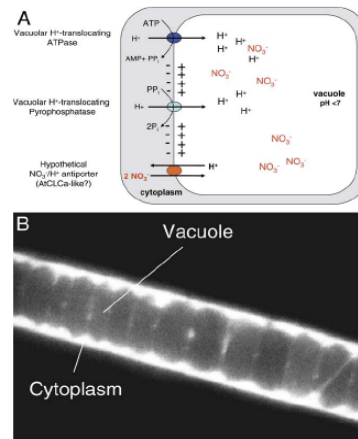 A
Vacuolar H⁺-translocating
ATPase
ATP
H⁺
AMP+ PPᵢ
H⁺
H⁺
H⁺
NO₃⁻
H⁺
NO₃⁻
NO₃⁻
vacuole
pH <7
Vacuolar H⁺-translocating
Pyrophosphatase
PPᵢ
H+
2Pᵢ
H⁺
H⁺
H⁺
H⁺
NO₃⁻
NO₃⁻
NO₃⁻
Hypothetical
NO₃⁻/H⁺ antiporter
(AtCLCa-like?)
2 NO₃⁻
H⁺
cytoplasm
B
Vacuole
Cytoplasm